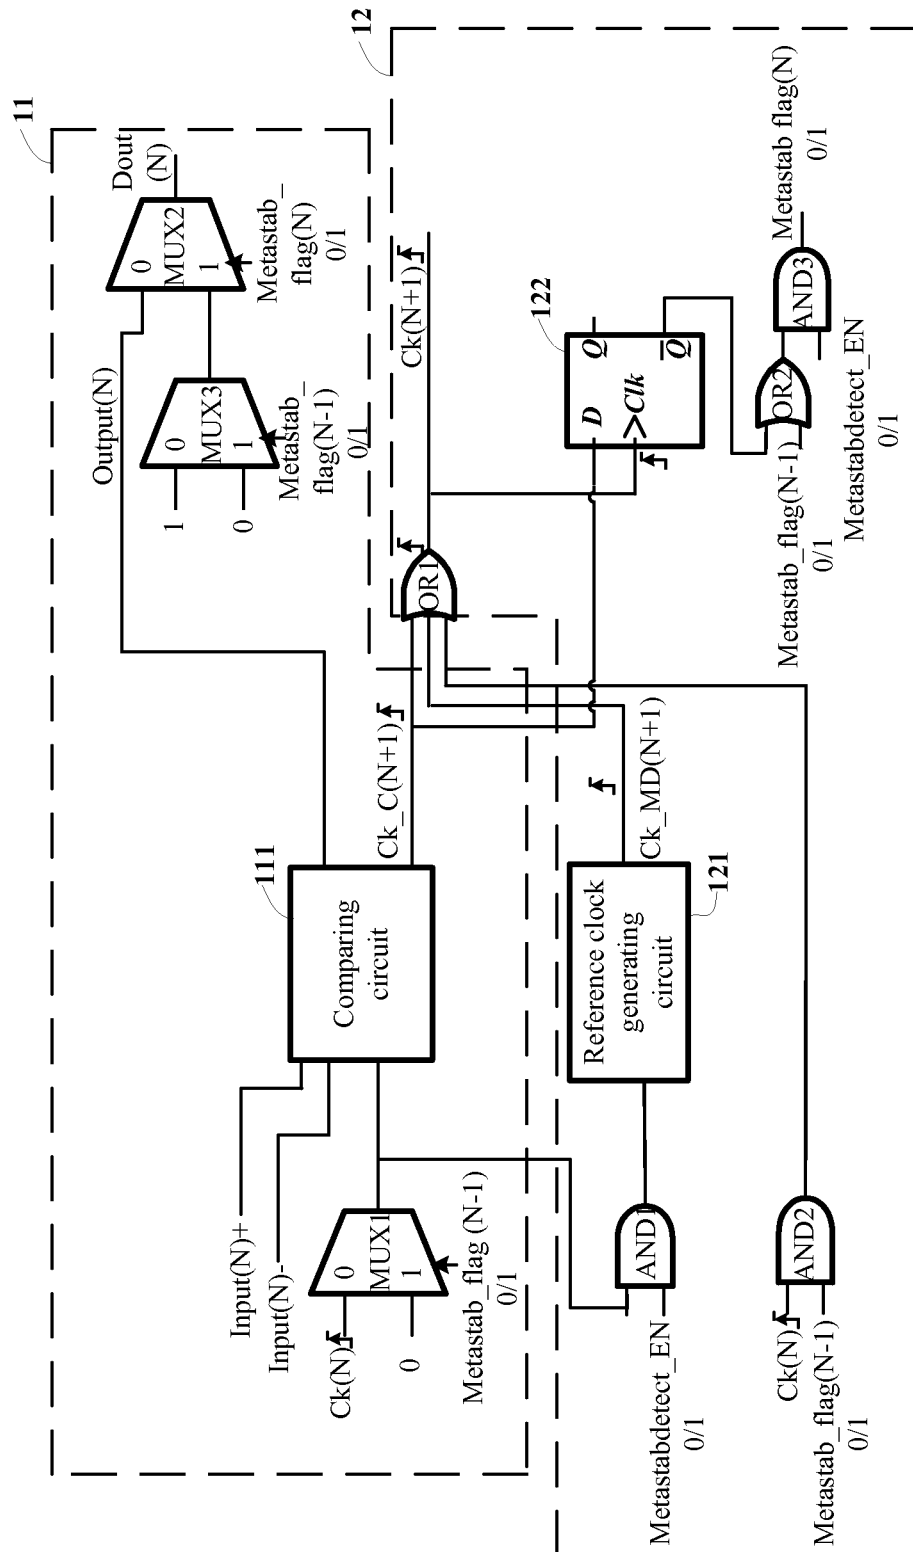 11
Dout
(N)
0
MUX2
1
Metastab_
flag(N)
0/1
Output(N)
0
MUX3
1
1
0
Metastab_
flag(N-1)
0/1
111
Comparing
circuit
Ck_C(N+1)
Input(N)+
Input(N)-
0
MUX1
1
Ck(N)
0
Metastab_flag (N-1)
0/1
12
Ck(N+1)
OR1
122
D
Q
Clk
Q
Metastab flag(N)
0/1
AND3
OR2
Metastab_flag(N-1)
0/1
Metastabdetect_EN
0/1
Ck_MD(N+1)
121
Reference clock
generating
circuit
AND1
Metastabdetect_EN
0/1
AND2
Ck(N)
Metastab_flag(N-1)
0/1